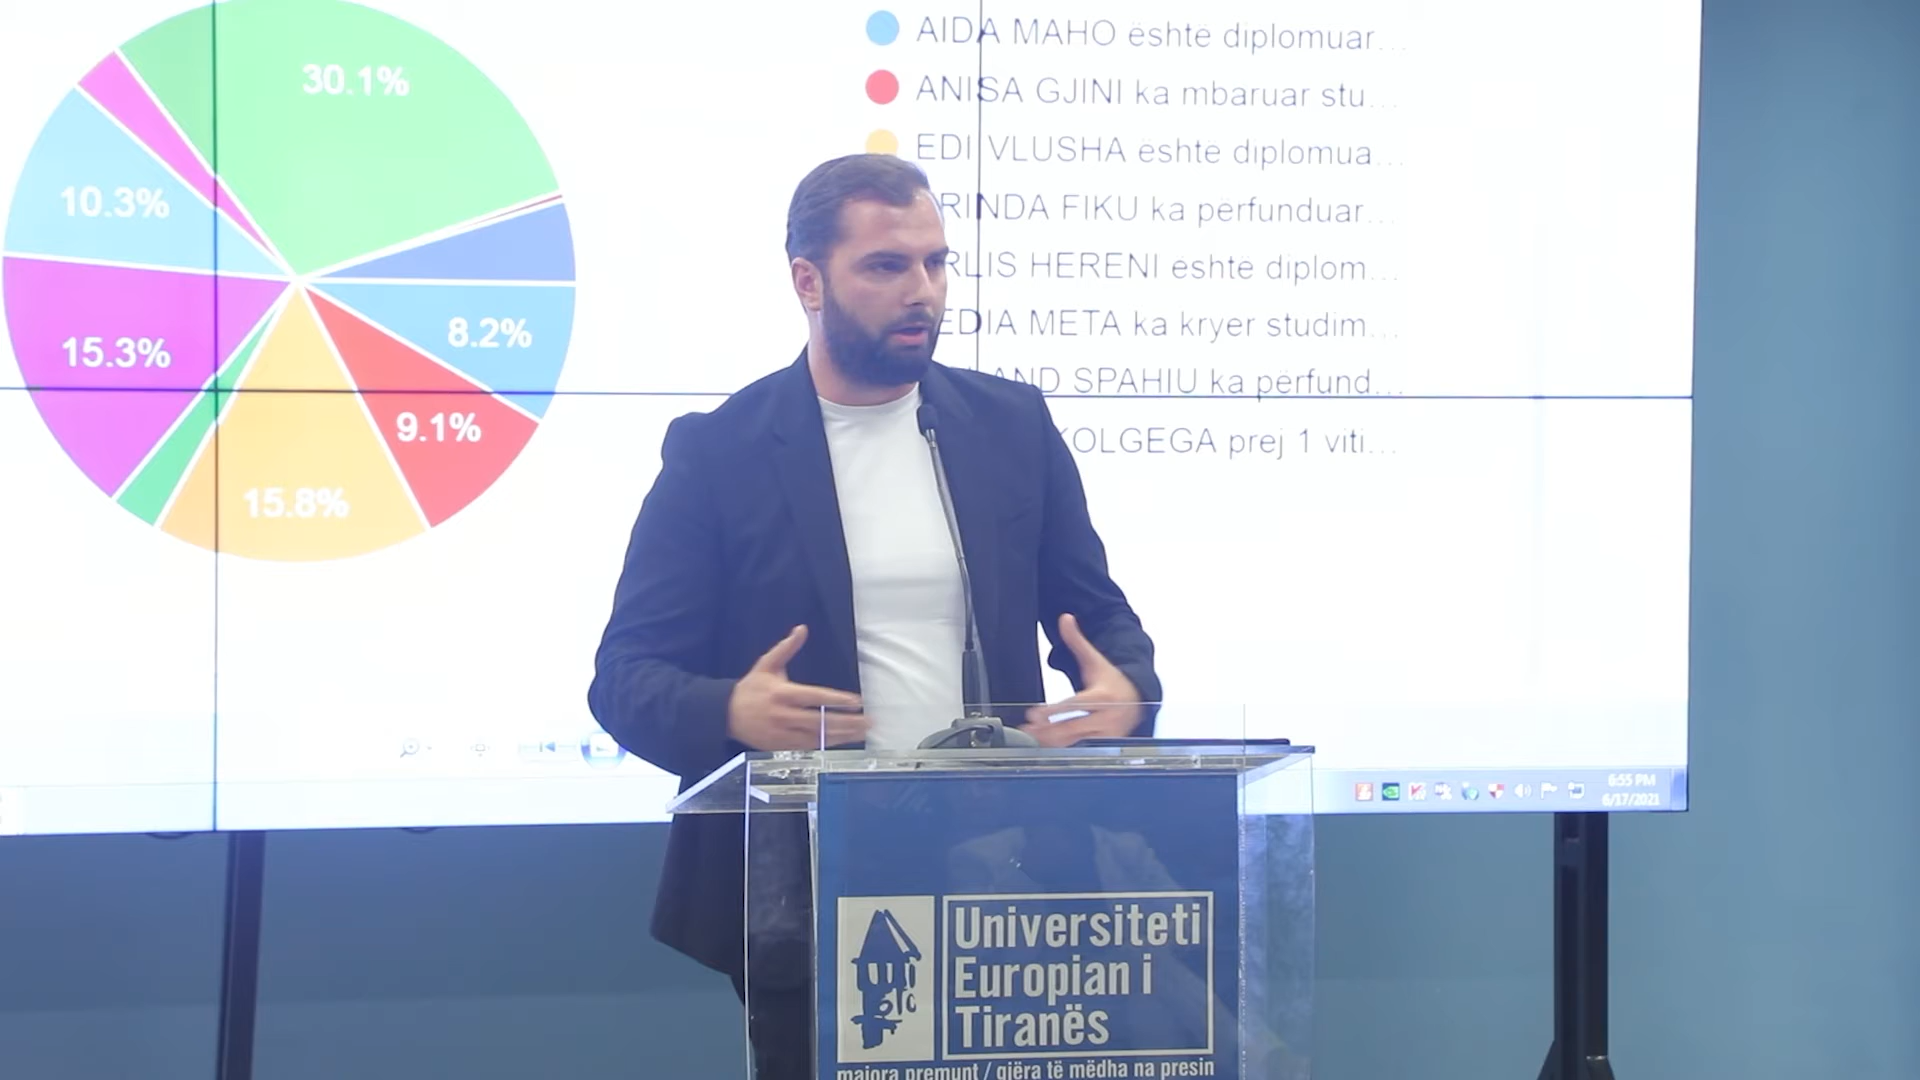 30.1%
10.3%
15.3%
8.2%
9.1%
15.8%
AIDA MAHO është diplomuar...
ANISA GJINI ka mbaruar stu...
EDI VLUSHA është diplomua...
RINDA FIKU ka përfunduar...
RLIS HERENI eshtë diplom...
EDIA META ka kryer studim...
AND SPAHIU ka përfund...
KOLGEGA prej 1 viti...
6:55 PM
6/17/2021
Universiteti
Europian i
Tiranës
majora premunt / gjëra të mëdha na presin